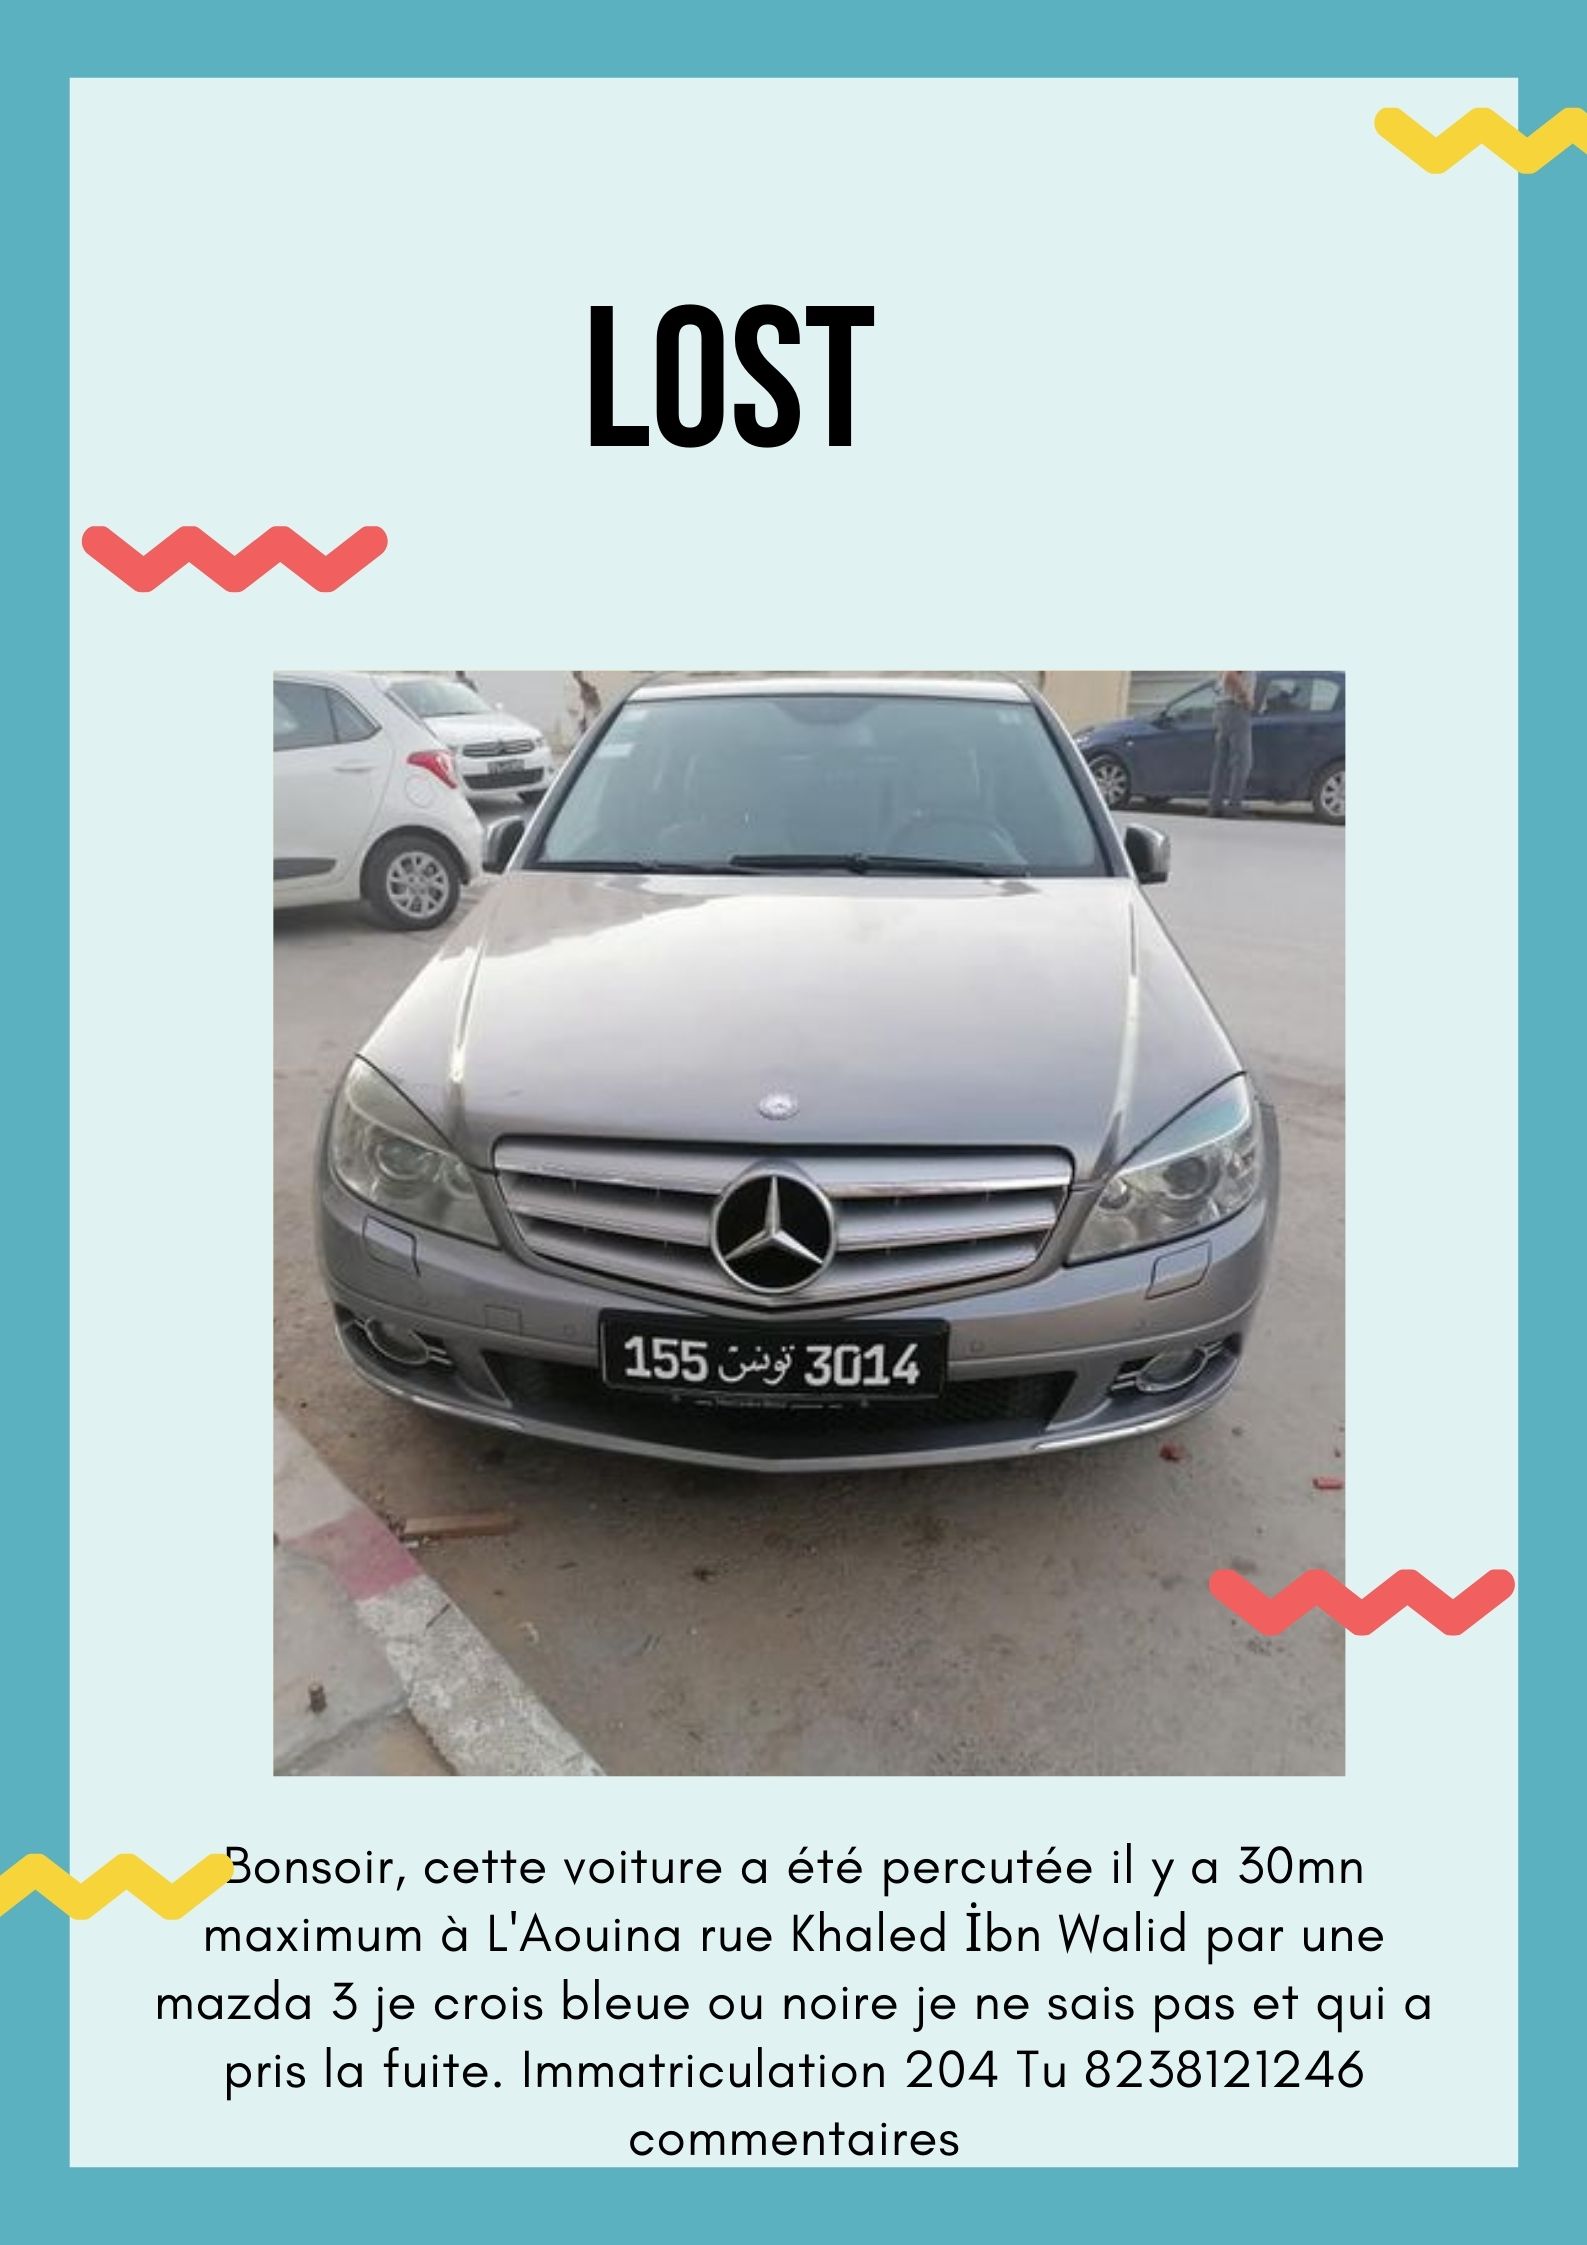 LOST
155 تونس 3014
Bonsoir, cette voiture a été percutée il y a 30mn
maximum à L'Aouina rue Khaled İbn Walid par une
mazda 3 je crois bleue ou noire je ne sais pas et qui a
pris la fuite. Immatriculation 204 Tu 8238121246
commentaires